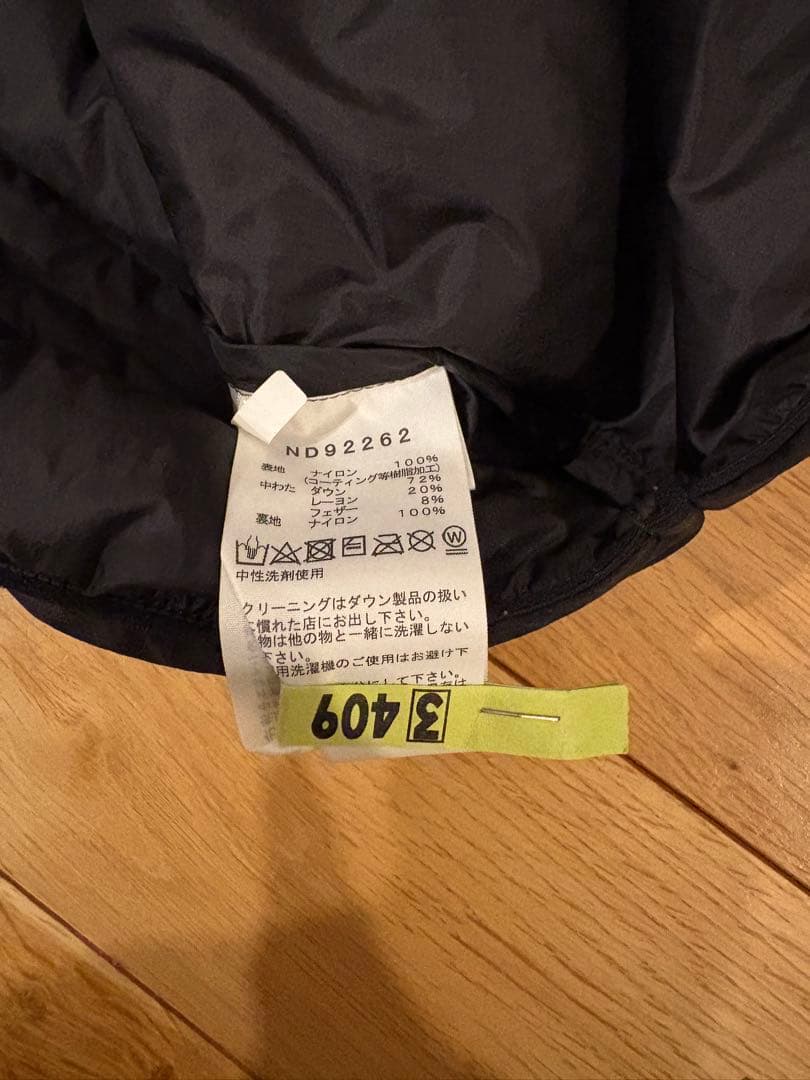 ND92262
表地 ナイロン 100%
(コーティング等樹脂加工)
中わた ダウン 72%
レーヨン 20%
フェザー 8%
裏地 ナイロン 100%
W
中性洗剤使用
クリーニングはダウン製品の扱い
慣れた店にお出し下さい。
物は他の物と一緒に洗濯しない
下さい。
用洗濯機のご使用はお避け下
して下さい。
3 409